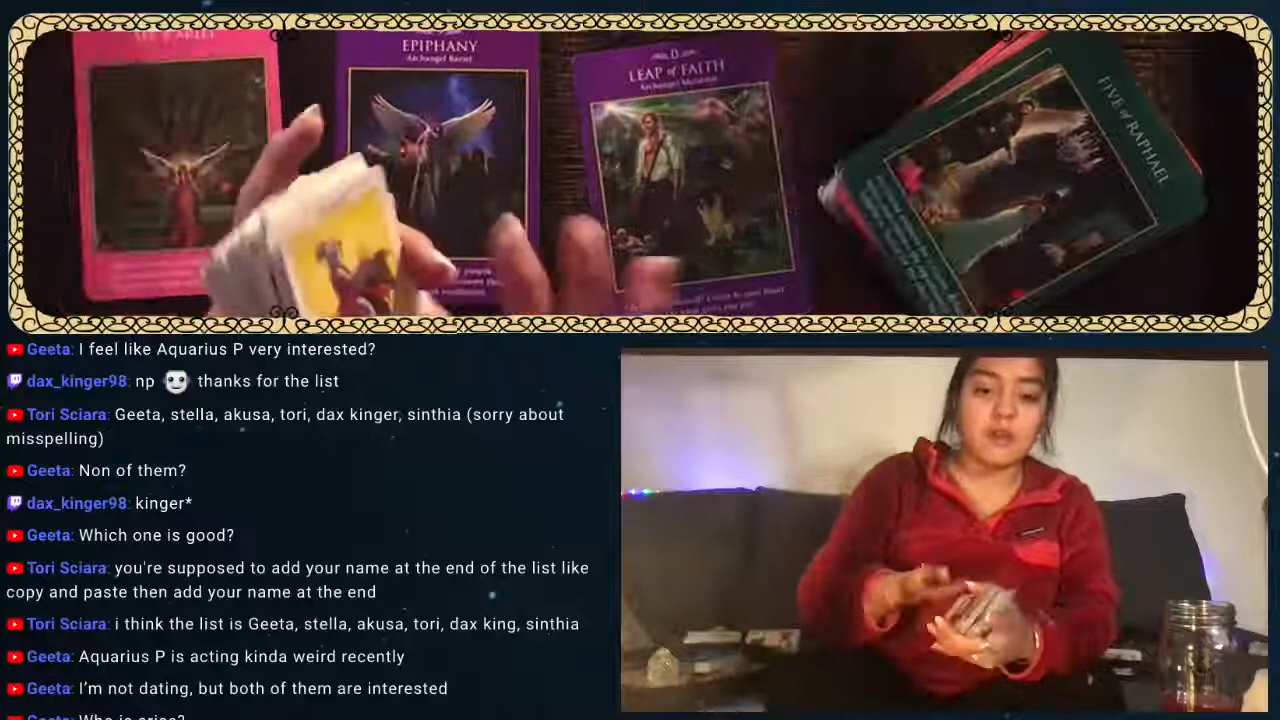 EPIPHANY
Archangel Raziel
0
LEAP of FAITH
FIVE of RAPHAEL
Geeta: I feel like Aquarius P very interested?
dax_kinger98: np thanks for the list
Tori Sciara: Geeta, stella, akusa, tori, dax kinger, sinthia (sorry about
misspelling)
Geeta: Non of them?
dax_kinger98: kinger*
Geeta: Which one is good?
Tori Sciara: you're supposed to add your name at the end of the list like
copy and paste then add your name at the end
Tori Sciara: i think the list is Geeta, stella, akusa, tori, dax king, sinthia
Geeta: Aquarius P is acting kinda weird recently
Geeta: I’m not dating, but both of them are interested